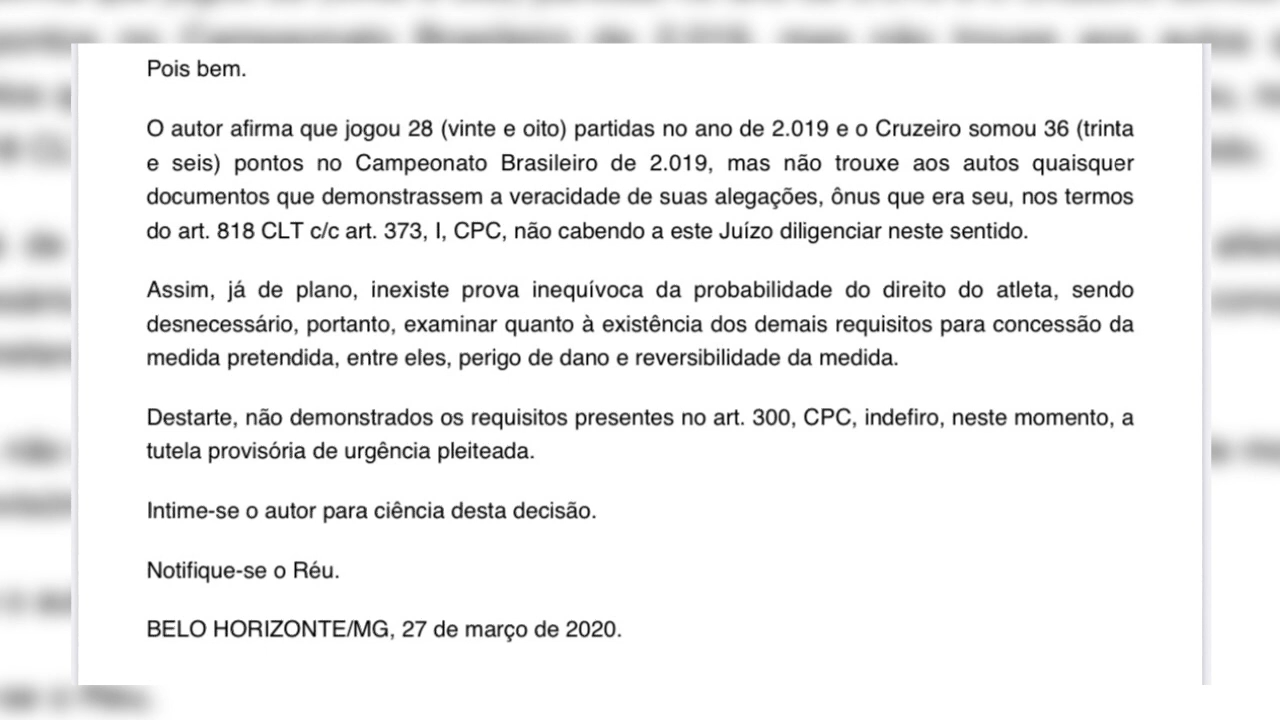 Pois bem.
O autor afirma que jogou 28 (vinte e oito) partidas no ano de 2.019 e o Cruzeiro somou 36 (trinta
e seis) pontos no Campeonato Brasileiro de 2.019, mas não trouxe aos autos quaisquer
documentos que demonstrassem a veracidade de suas alegações, ônus que era seu, nos termos
do art. 818 CLT c/c art. 373, I, CPC, não cabendo a este Juízo diligenciar neste sentido.
Assim, já de plano, inexiste prova inequívoca da probabilidade do direito do atleta, sendo
desnecessário, portanto, examinar quanto à existência dos demais requisitos para concessão da
medida pretendida, entre eles, perigo de dano e reversibilidade da medida.
Destarte, não demonstrados os requisitos presentes no art. 300, CPC, indefiro, neste momento, a
tutela provisória de urgência pleiteada.
Intime-se o autor para ciência desta decisão.
Notifique-se o Réu.
BELO HORIZONTE/MG, 27 de março de 2020.